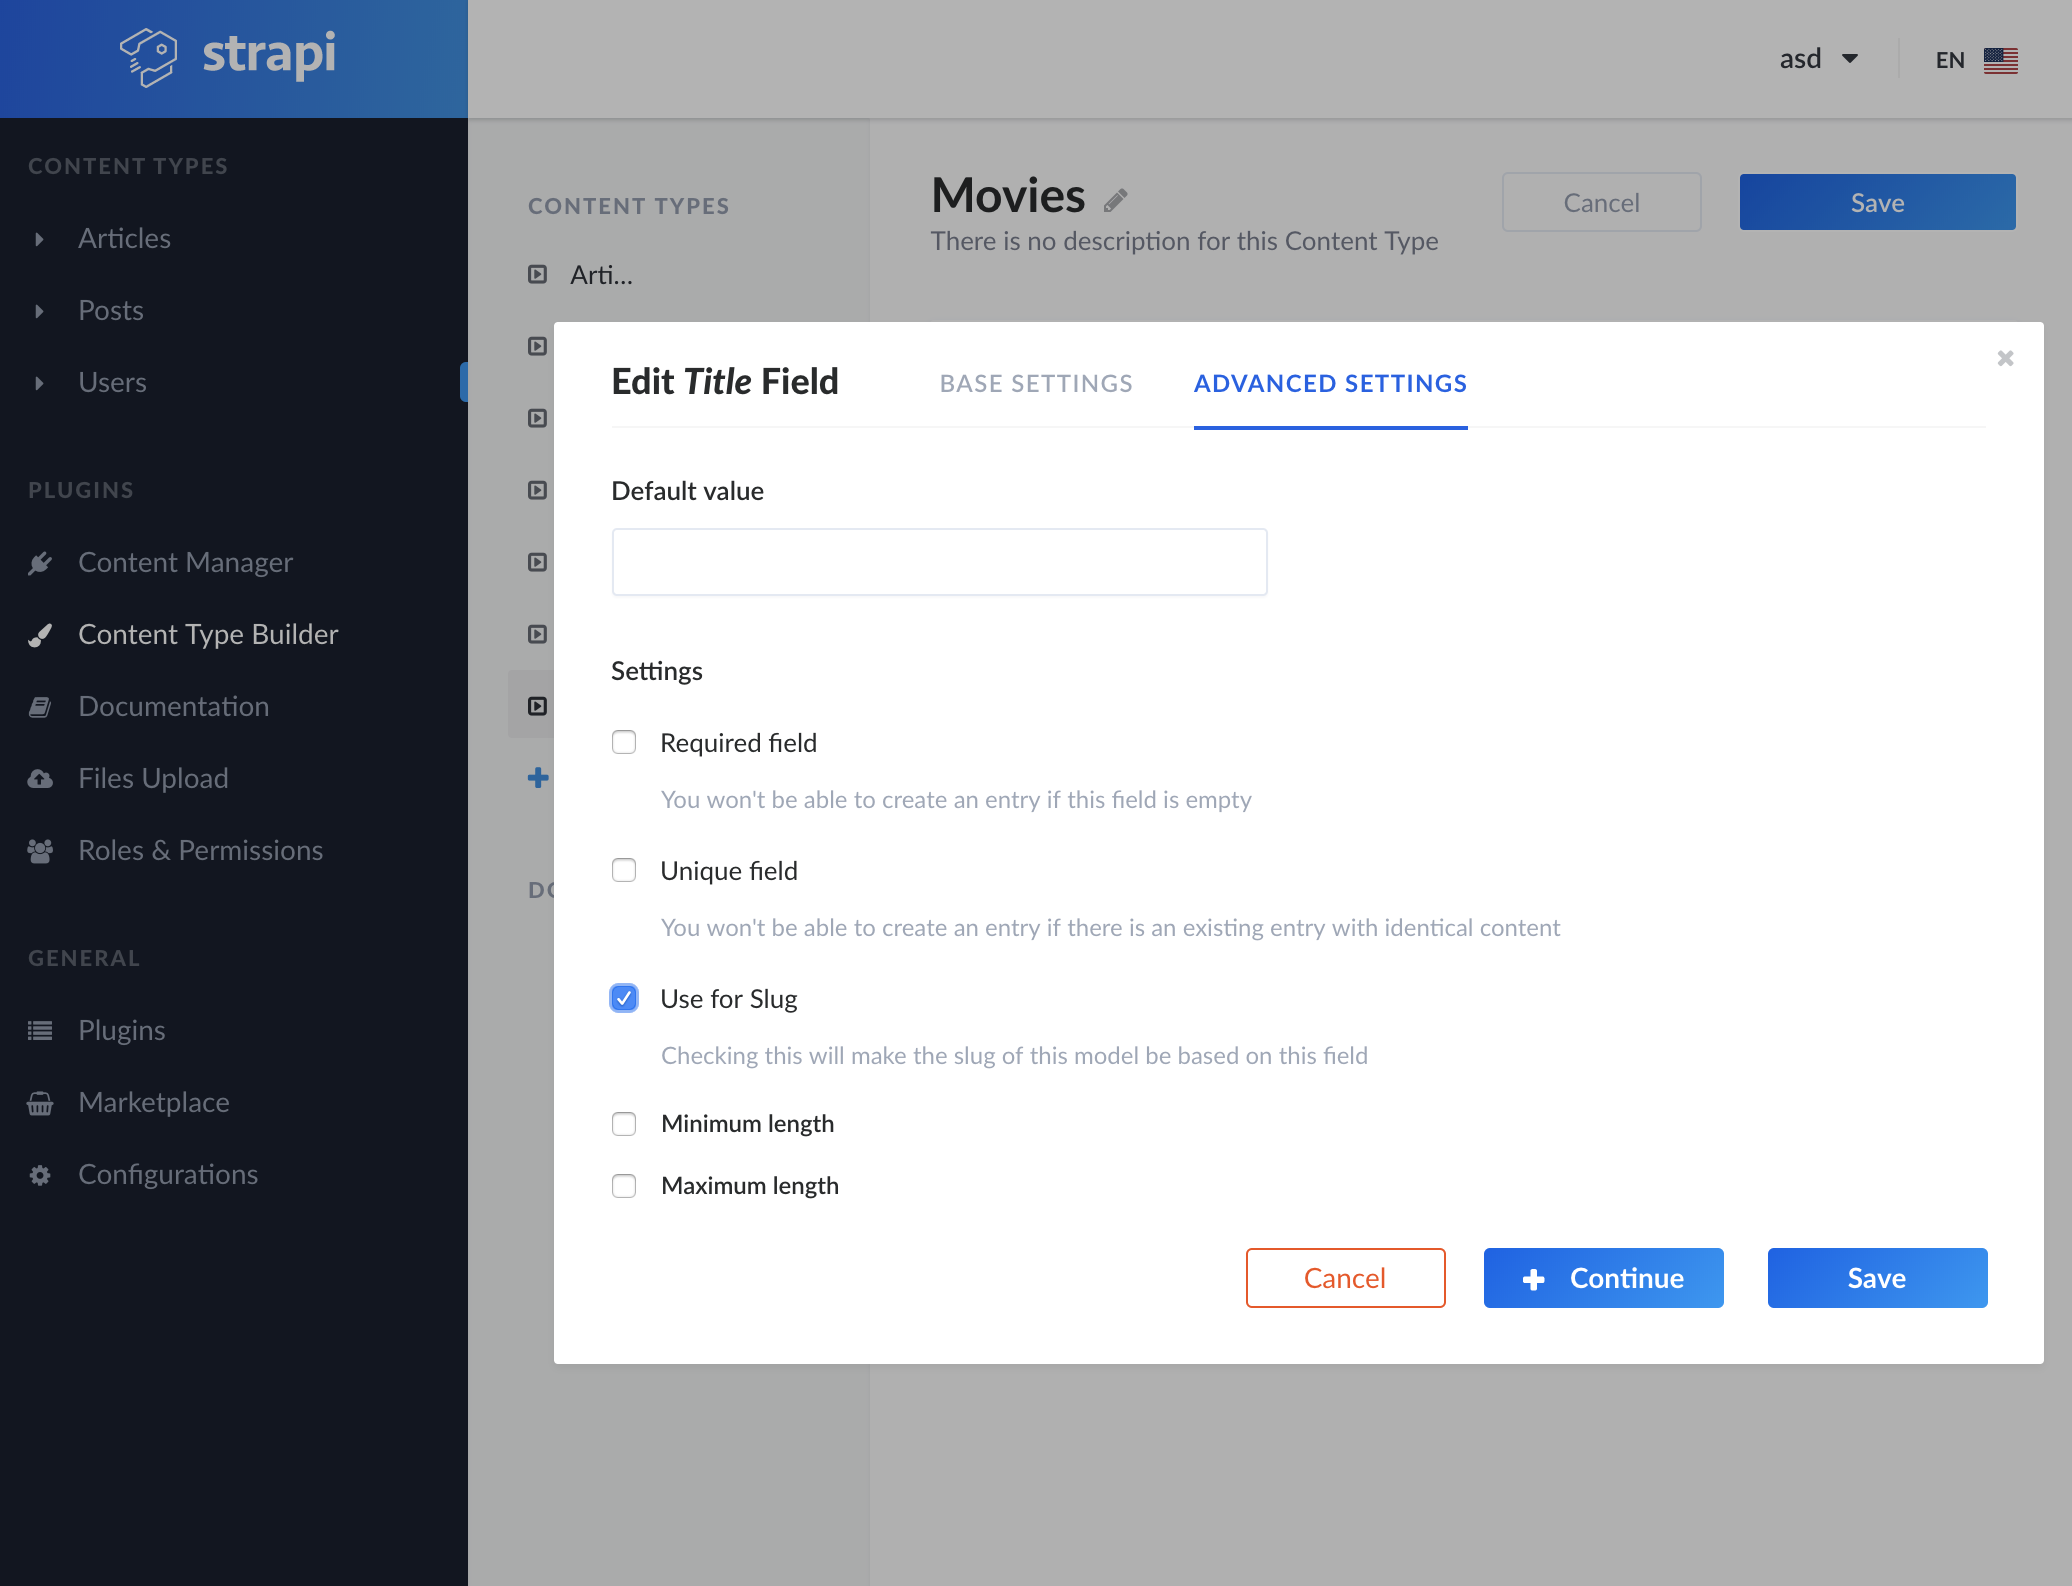 strapi
asd
EN
CONTENT TYPES
Articles
Posts
Users
PLUGINS
Content Manager
Content Type Builder
Documentation
Files Upload
Roles & Permissions
GENERAL
Plugins
Marketplace
Configurations
CONTENT TYPES
Arti...
Movies
There is no description for this Content Type
Cancel
Save
Edit Title Field
BASE SETTINGS
ADVANCED SETTINGS
Default value
Settings
Required field
You won't be able to create an entry if this field is empty
Unique field
You won't be able to create an entry if there is an existing entry with identical content
Use for Slug
Checking this will make the slug of this model be based on this field
Minimum length
Maximum length
Cancel
Continue
Save